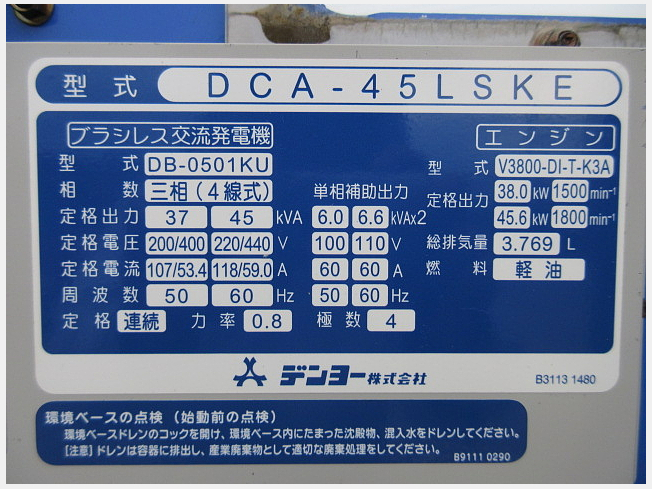 型式 DCA-45LSKE
ブラシレス交流発電機 エンジン
型式 DB-0501KU 型式 V3800-DI-T-K3A
相数 三相(4線式) 単相補助出力 定格出力 38.0 kW 1500 min⁻¹
定格出力 37 45 kVA 6.0 6.6 kVAx2 45.6 kW 1800 min⁻¹
定格電圧 200/400 220/440 V 100 110 V 総排気量 3.769 L
定格電流 107/53.4 118/59.0 A 60 60 A 燃料 軽油
周波数 50 60 Hz 50 60 Hz
定格 連続 力率 0.8 極数 4
デンヨー株式会社 B3113 1480
環境ベースの点検(始動前の点検)
環境ベースドレンのコックを開け、環境ベース内にたまった沈殿物、混入水をドレンしてください。
[注意]ドレンは容器に排出し、産業廃棄物として適切な廃棄処理をしてください。
B9111 0290